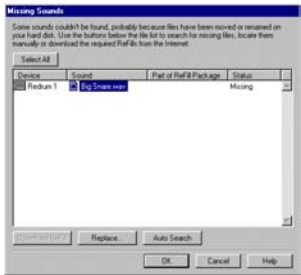 Missing Sounds
Some sounds couldn't be found, probably because files have been moved or renamed on
your hard disk. Use the buttons below the file list to search for missing files, locate them
manually or download the required ReFills from the Internet.
Select All
Device Sound Part of ReFill Package Status
Redrum 1 Big Snare.wav Missing
Download ReFill Replace... Auto Search
OK Cancel Help